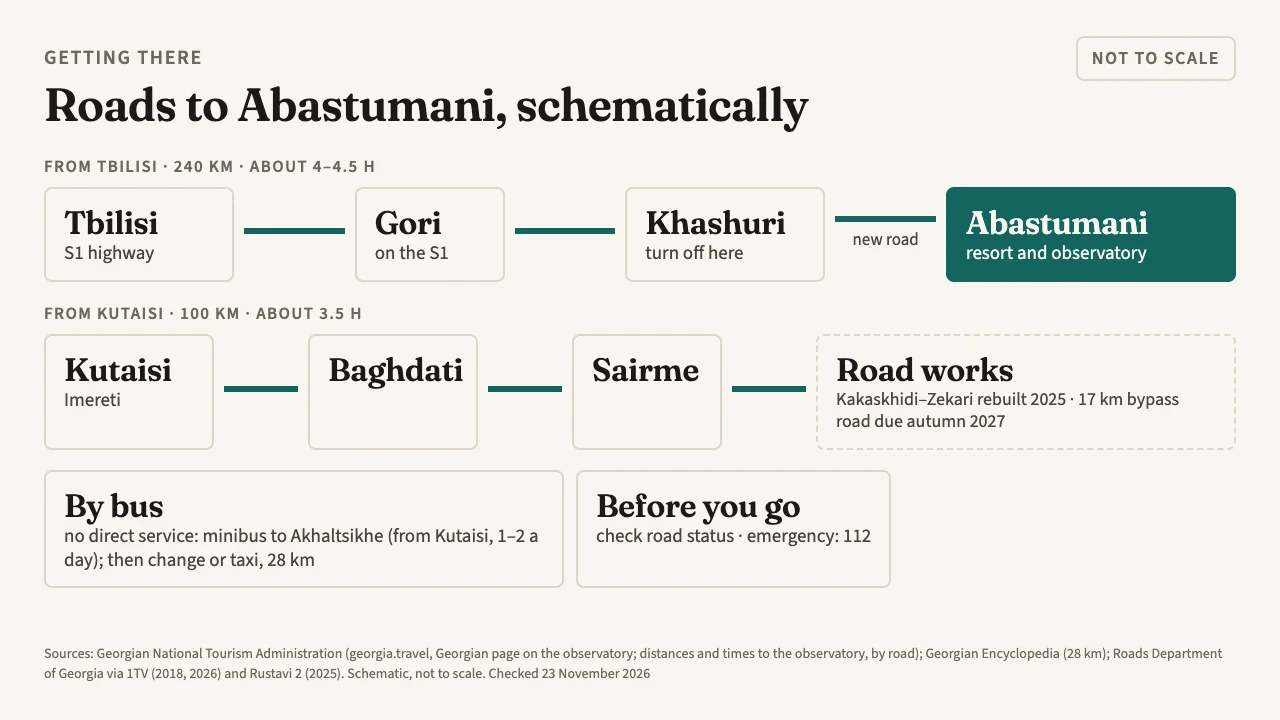 GETTING THERE
NOT TO SCALE
Roads to Abastumani, schematically
FROM TBILISI · 240 KM · ABOUT 4–4.5 H
Tbilisi
S1 highway
Gori
on the S1
Khashuri
turn off here
new road
Abastumani
resort and observatory
FROM KUTAISI · 100 KM · ABOUT 3.5 H
Kutaisi
Imereti
Baghdati
Sairme
Road works
Kakaskhidi–Zekari rebuilt 2025 · 17 km bypass
road due autumn 2027
By bus
no direct service: minibus to Akhaltsikhe (from Kutaisi, 1–2 a
day); then change or taxi, 28 km
Before you go
check road status · emergency: 112
Sources: Georgian National Tourism Administration (georgia.travel, Georgian page on the observatory; distances and times to the observatory, by road); Georgian Encyclopedia (28 km); Roads Department
of Georgia via 1TV (2018, 2026) and Rustavi 2 (2025). Schematic, not to scale. Checked 23 November 2026